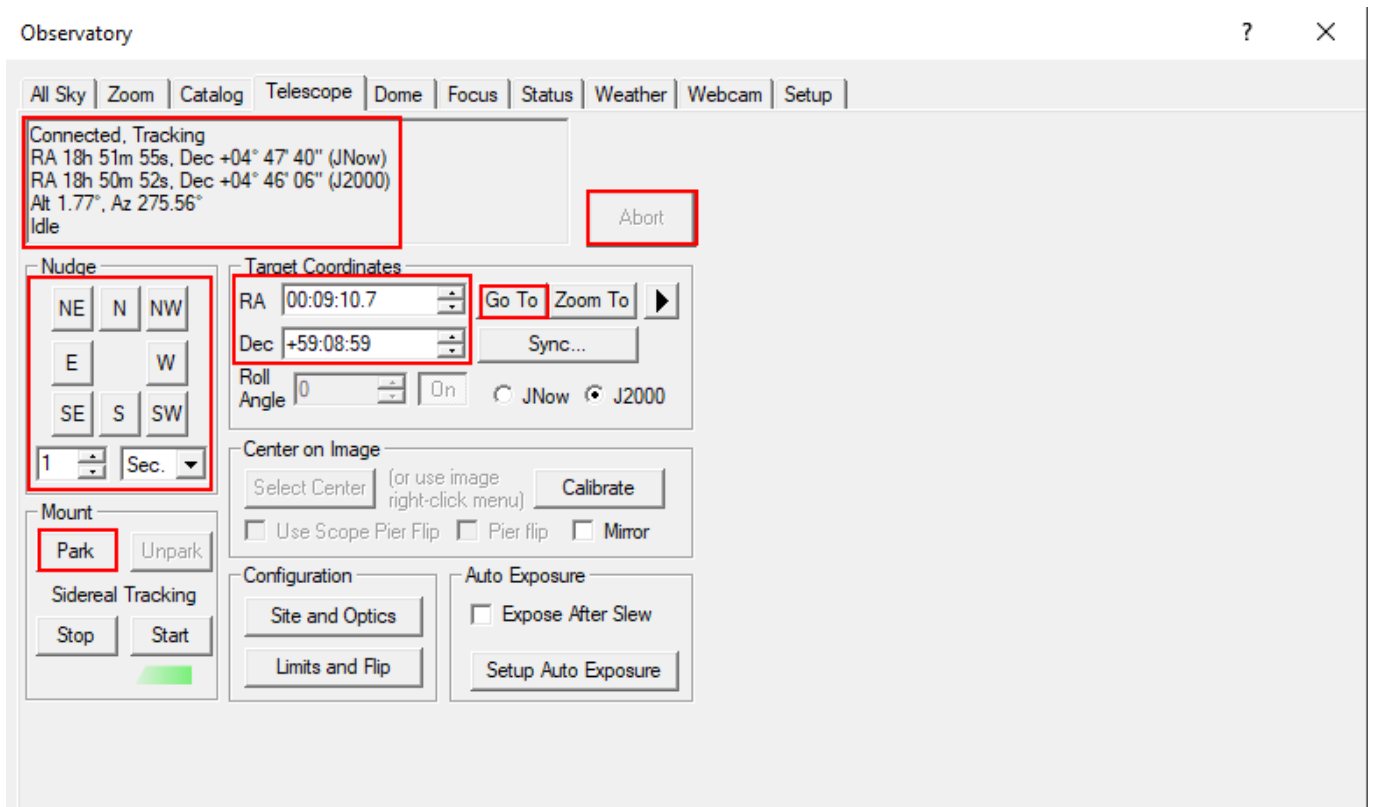 Observatory ? ×
All Sky Zoom Catalog Telescope Dome Focus Status Weather Webcam Setup
Connected, Tracking
RA 18h 51m 55s, Dec +04° 47' 40" (JNow)
RA 18h 50m 52s, Dec +04° 46' 06" (J2000)
Alt 1.77°, Az 275.56°
Idle
Abort
Nudge
NE N NW
E W
SE S SW
1 Sec.
Target Coordinates
RA 00:09:10.7 Go To Zoom To
Dec +59:08:59 Sync...
Roll
Angle 0 On JNow J2000
Center on Image
Select Center (or use image
right-click menu) Calibrate
Use Scope Pier Flip Pier flip Mirror
Mount
Park Unpark
Sidereal Tracking
Stop Start
Configuration
Site and Optics
Limits and Flip
Auto Exposure
Expose After Slew
Setup Auto Exposure